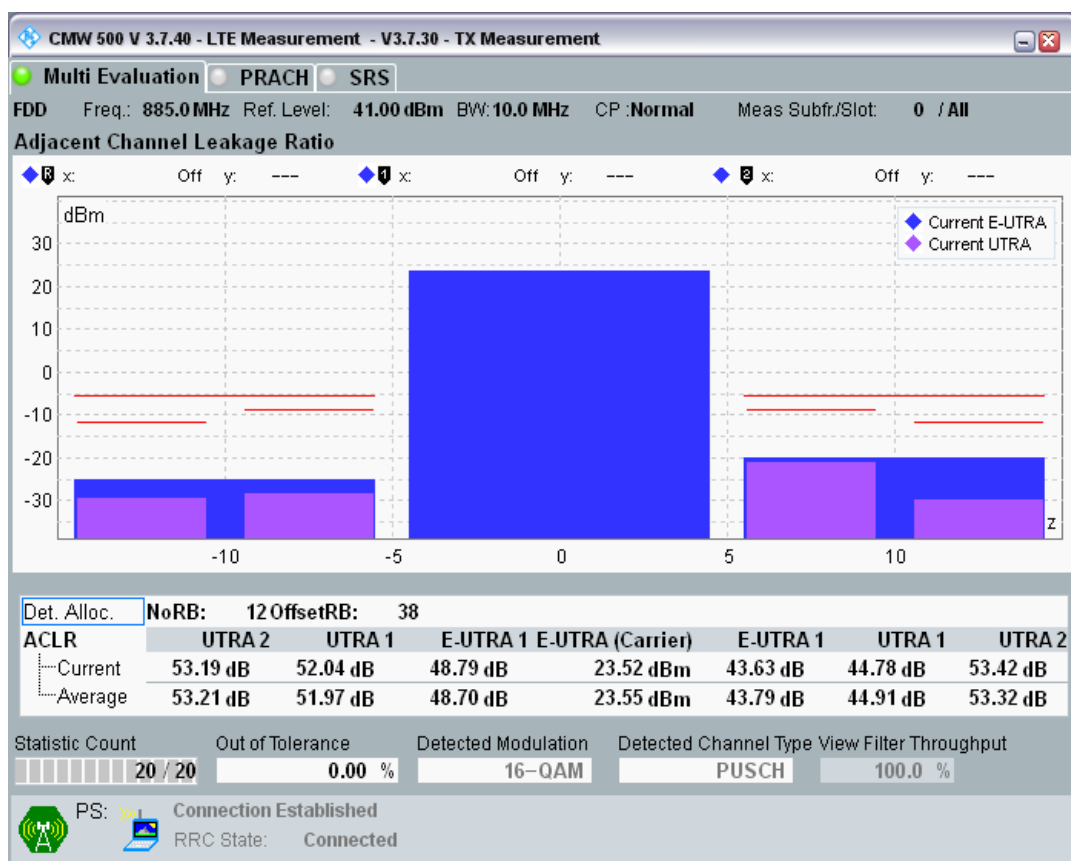 CMW 500 V 3.7.40 - LTE Measurement - V3.7.30 - TX Measurement
Multi Evaluation PRACH SRS
FDD Freq.: 885.0 MHz Ref. Level: 41.00 dBm BW: 10.0 MHz CP :Normal Meas Subfr./Slot: 0 / All
Adjacent Channel Leakage Ratio
R x: Off y: --- 1 x: Off y: --- 2 x: Off y: ---
dBm
Current E-UTRA
Current UTRA
30
20
10
0
-10
-20
-30
z
-10 -5 0 5 10
Det. Alloc. NoRB: 12 OffsetRB: 38
ACLR UTRA 2 UTRA 1 E-UTRA 1 E-UTRA (Carrier) E-UTRA 1 UTRA 1 UTRA 2
Current 53.19 dB 52.04 dB 48.79 dB 23.52 dBm 43.63 dB 44.78 dB 53.42 dB
Average 53.21 dB 51.97 dB 48.70 dB 23.55 dBm 43.79 dB 44.91 dB 53.32 dB
Statistic Count Out of Tolerance Detected Modulation Detected Channel Type View Filter Throughput
20 / 20 0.00 % 16-QAM PUSCH 100.0 %
PS: Connection Established
RRC State: Connected